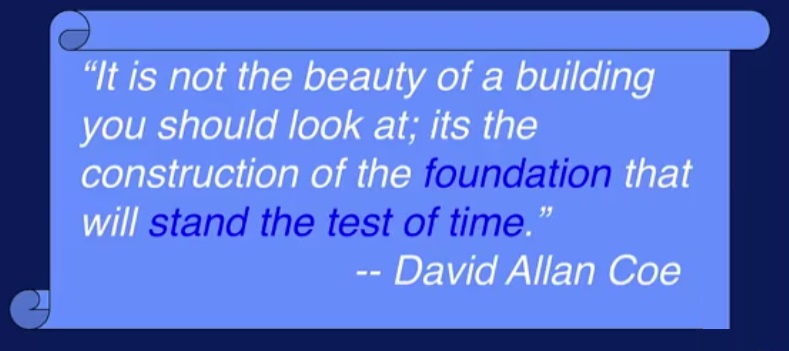 “It is not the beauty of a building
you should look at; its the
construction of the foundation that
will stand the test of time.”
-- David Allan Coe